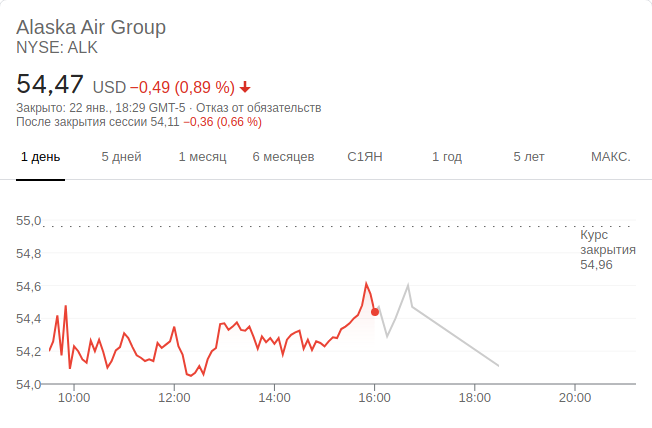 Alaska Air Group
NYSE: ALK
54,47 USD −0,49 (0,89 %)
Закрыто: 22 янв., 18:29 GMT-5 · Отказ от обязательств
После закрытия сессии 54,11 −0,36 (0,66 %)
1 день 5 дней 1 месяц 6 месяцев С1ЯН 1 год 5 лет МАКС.
55,0
Курс
закрытия
54,96
54,8
54,6
54,4
54,2
54,0
10:00 12:00 14:00 16:00 18:00 20:00